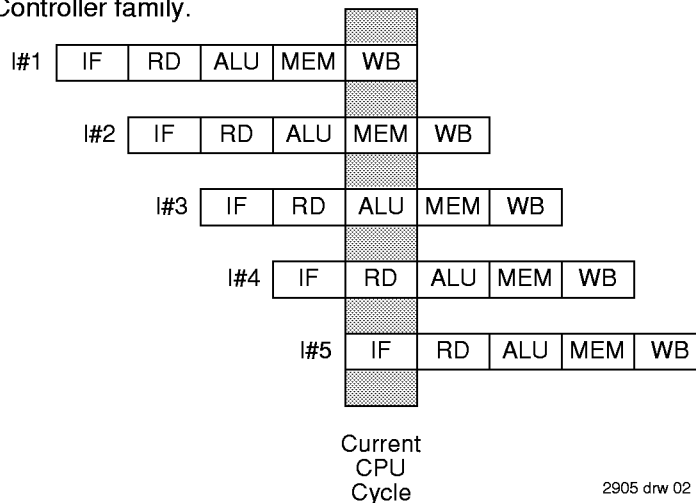 Controller family.
I#1 IF RD ALU MEM WB
I#2 IF RD ALU MEM WB
I#3 IF RD ALU MEM WB
I#4 IF RD ALU MEM WB
I#5 IF RD ALU MEM WB
Current
CPU
Cycle
2905 drw 02